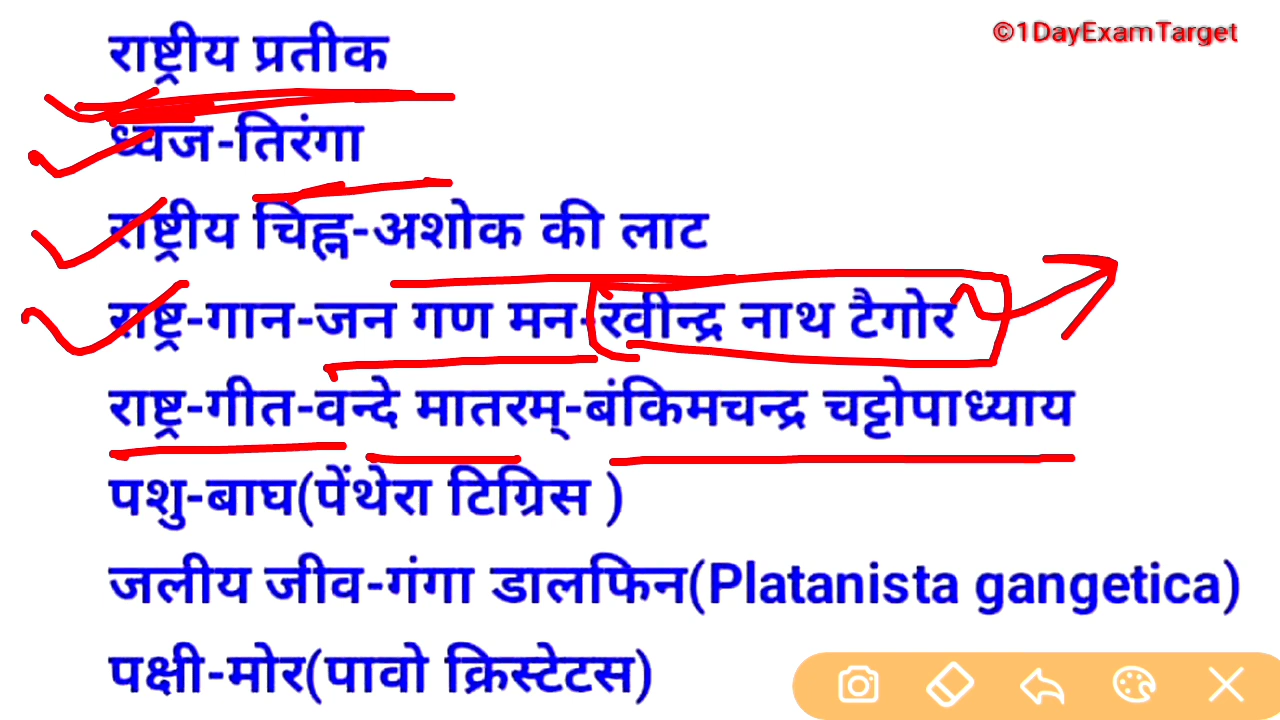 ©1DayExamTarget
राष्ट्रीय प्रतीक
ध्वज-तिरंगा
राष्ट्रीय चिह्न-अशोक की लाट
राष्ट्र-गान-जन गण मन-रवीन्द्र नाथ टैगोर
राष्ट्र-गीत-वन्दे मातरम्-बंकिमचन्द्र चट्टोपाध्याय
पशु-बाघ(पेंथेरा टिग्रिस )
जलीय जीव-गंगा डालफिन(Platanista gangetica)
पक्षी-मोर(पावो क्रिस्टेटस)